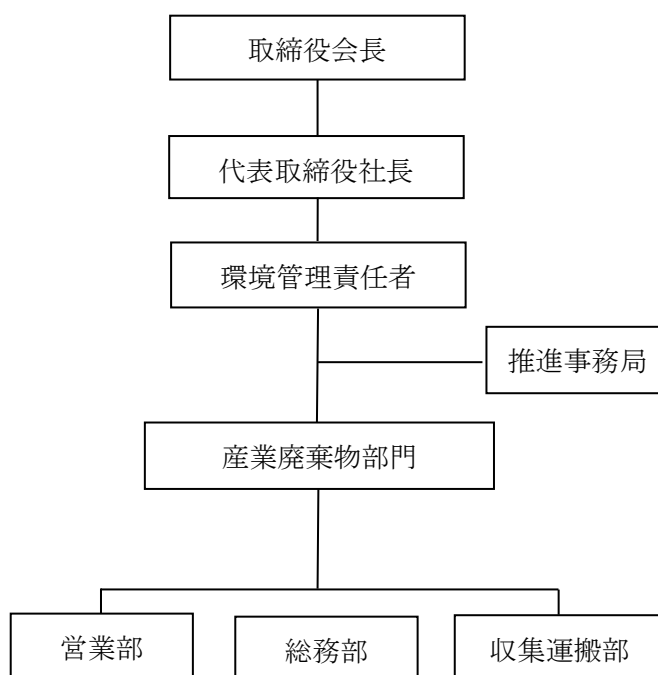 取締役会長
代表取締役社長
環境管理責任者
推進事務局
産業廃棄物部門
営業部
総務部
収集運搬部